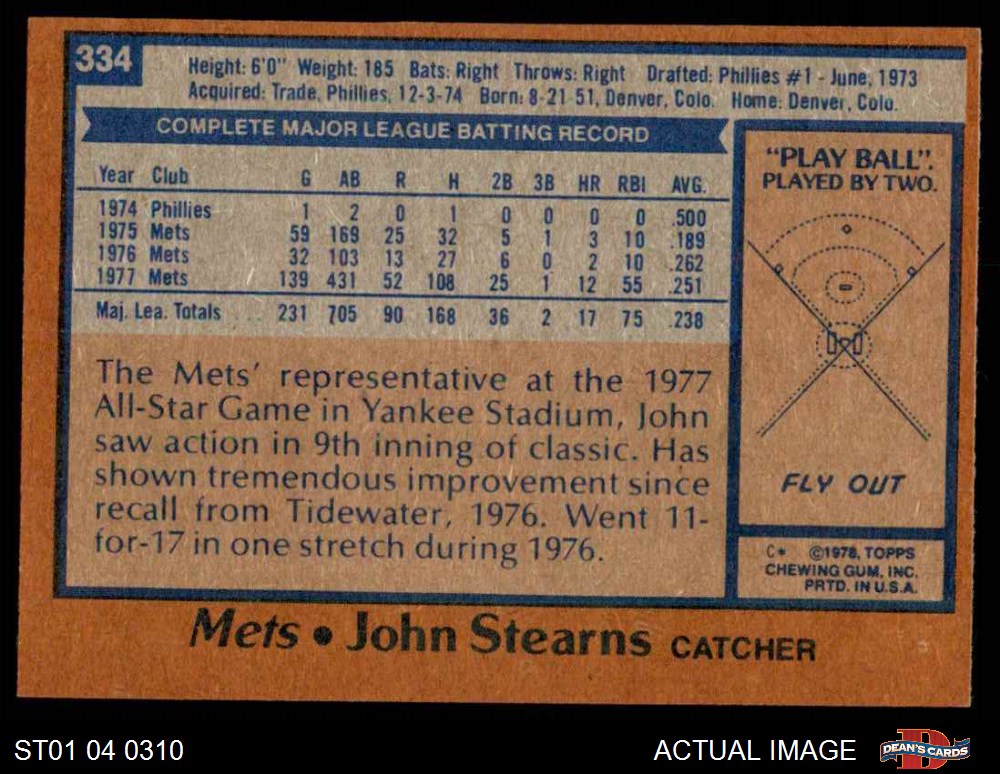 334
Height: 6'0" Weight: 185 Bats: Right Throws: Right Drafted: Phillies #1 - June, 1973
Acquired: Trade, Phillies, 12-3-74 Born: 8-21-51, Denver, Colo. Home: Denver, Colo.
COMPLETE MAJOR LEAGUE BATTING RECORD
Year Club G AB R H 2B 3B HR RBI AVG.
1974 Phillies 1 2 0 1 0 0 0 0 .500
1975 Mets 59 169 25 32 5 1 3 10 .189
1976 Mets 32 103 13 27 6 0 2 10 .262
1977 Mets 139 431 52 108 25 1 12 55 .251
Maj. Lea. Totals 231 705 90 168 36 2 17 75 .238
The Mets' representative at the 1977
All-Star Game in Yankee Stadium, John
saw action in 9th inning of classic. Has
shown tremendous improvement since
recall from Tidewater, 1976. Went 11-
for-17 in one stretch during 1976.
"PLAY BALL".
PLAYED BY TWO.
FLY OUT
C* ©1978, TOPPS
CHEWING GUM, INC.
PRTD. IN U.S.A.
Mets • John Stearns CATCHER
ST01 04 0310
ACTUAL IMAGE
DEAN'S CARDS